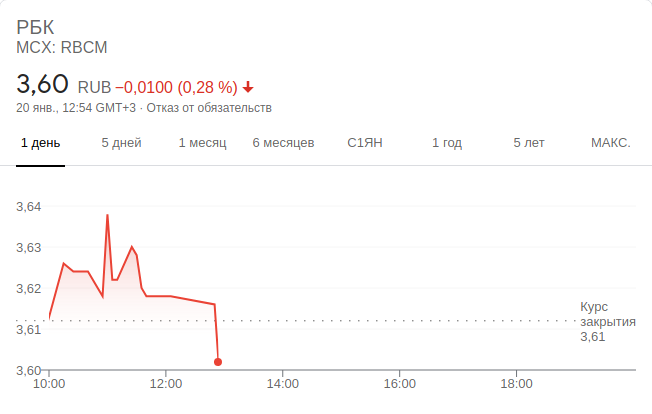 РБК
MCX: RBCM
3,60 RUB −0,0100 (0,28 %)
20 янв., 12:54 GMT+3 · Отказ от обязательств
1 день 5 дней 1 месяц 6 месяцев С1ЯН 1 год 5 лет МАКС.
3,64
3,63
3,62
3,61
3,60
Курс
закрытия
3,61
10:00 12:00 14:00 16:00 18:00